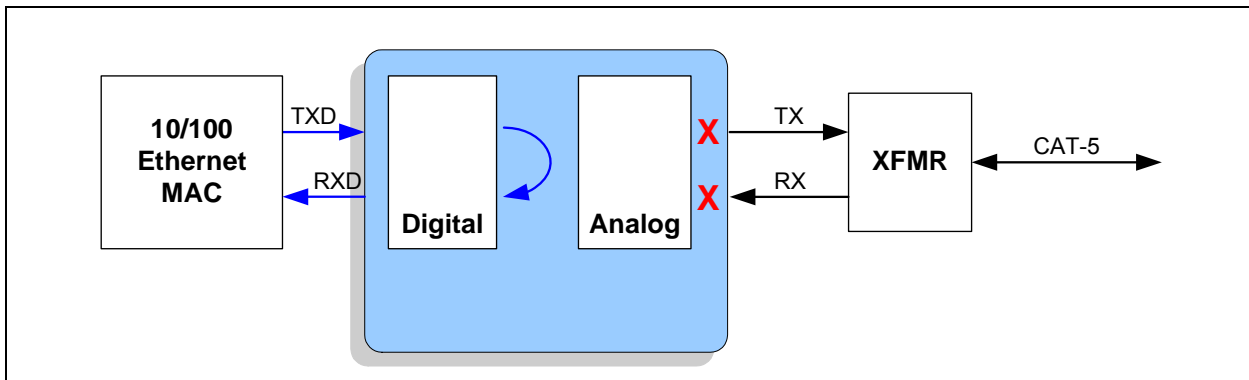 10/100
Ethernet
MAC
TXD
RXD
Digital
Analog
X
X
TX
RX
XFMR
CAT-5